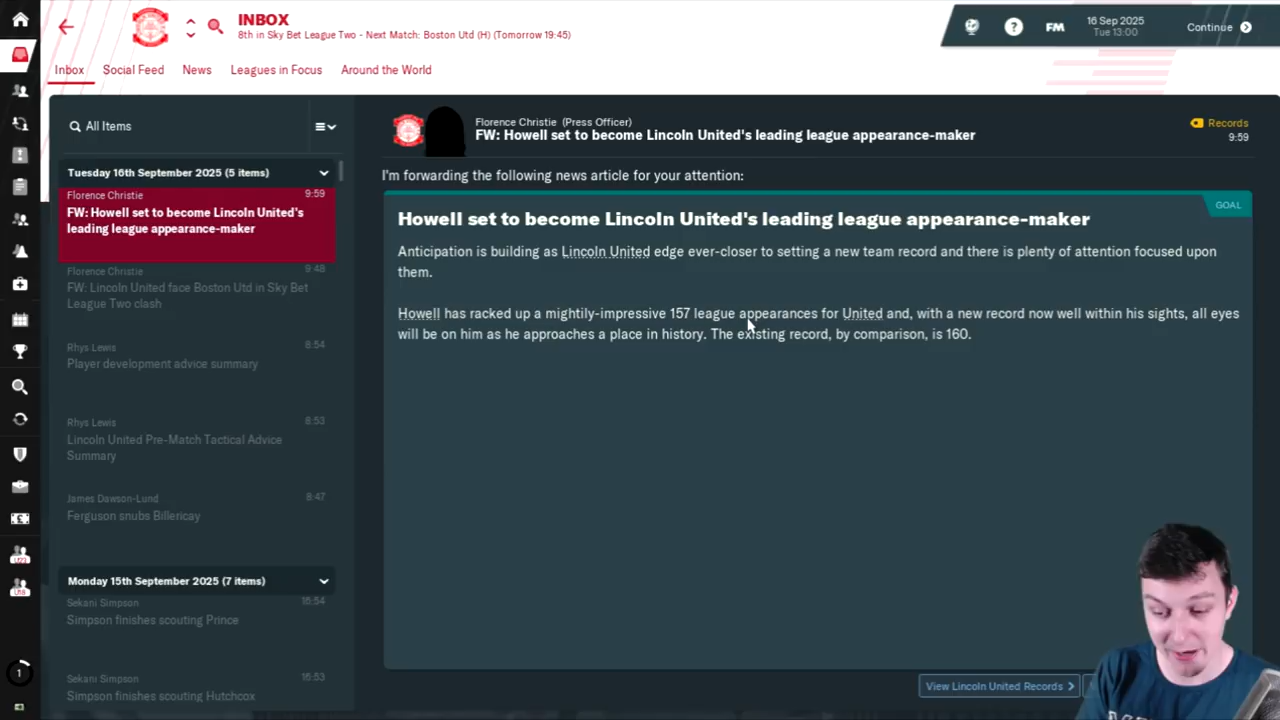 INBOX
8th in Sky Bet League Two - Next Match: Boston Utd (H) (Tomorrow 19:45)
FM
16 Sep 2025
Tue 13:00
Continue
Inbox
Social Feed
News
Leagues in Focus
Around the World
All Items
Tuesday 16th September 2025 (5 items)
Florence Christie
9:59
FW: Howell set to become Lincoln United's
leading league appearance-maker
Florence Christie
9:48
FW: Lincoln United face Boston Utd in Sky Bet
League Two clash
Rhys Lewis
8:54
Player development advice summary
Rhys Lewis
8:53
Lincoln United Pre-Match Tactical Advice
Summary
James Dawson-Lund
8:47
Ferguson snubs Billericay
Monday 15th September 2025 (7 items)
Sekani Simpson
16:54
Simpson finishes scouting Prince
Sekani Simpson
16:53
Simpson finishes scouting Hutchcox
1
Florence Christie (Press Officer)
FW: Howell set to become Lincoln United's leading league appearance-maker
Records
9:59
I'm forwarding the following news article for your attention:
GOAL
Howell set to become Lincoln United's leading league appearance-maker
Anticipation is building as Lincoln United edge ever-closer to setting a new team record and there is plenty of attention focused upon
them.
Howell has racked up a mightily-impressive 157 league appearances for United and, with a new record now well within his sights, all eyes
will be on him as he approaches a place in history. The existing record, by comparison, is 160.
View Lincoln United Records